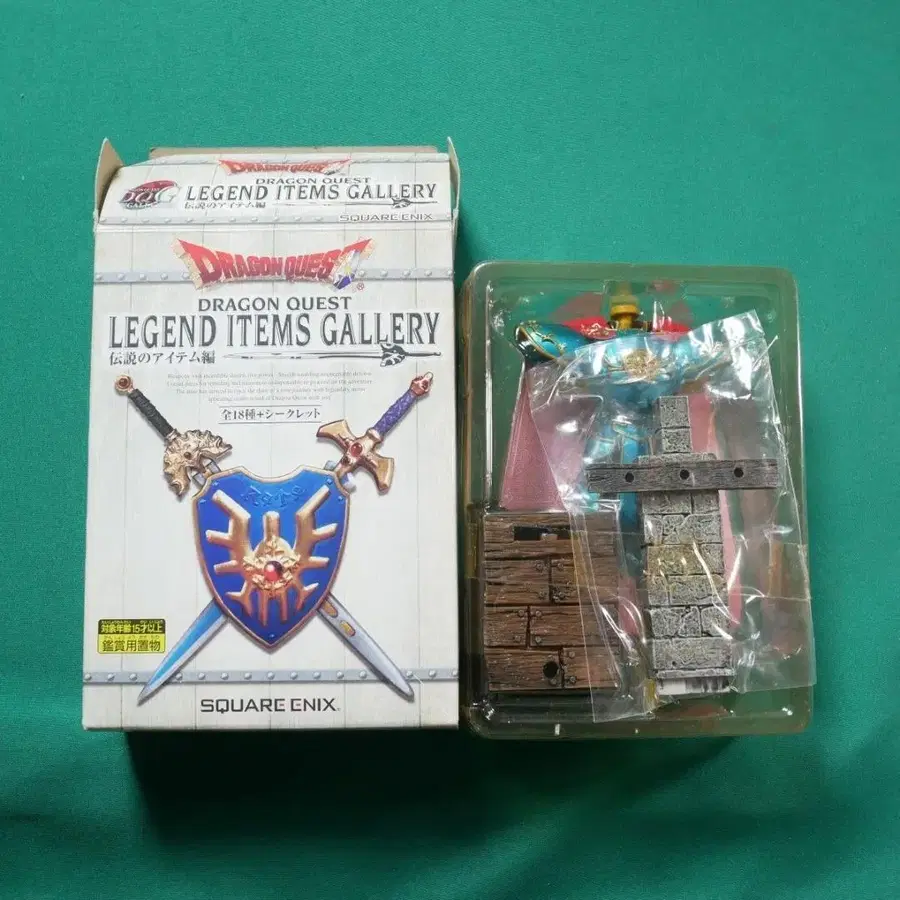 DRAGON QUEST
DRAGON QUEST
LEGEND ITEMS GALLERY
伝説のアイテム編
SQUARE ENIX
DRAGON QUEST
DRAGON QUEST
LEGEND ITEMS GALLERY
伝説のアイテム編
全18種+シークレット
対象年齢15才以上
鑑賞用置物
SQUARE ENIX